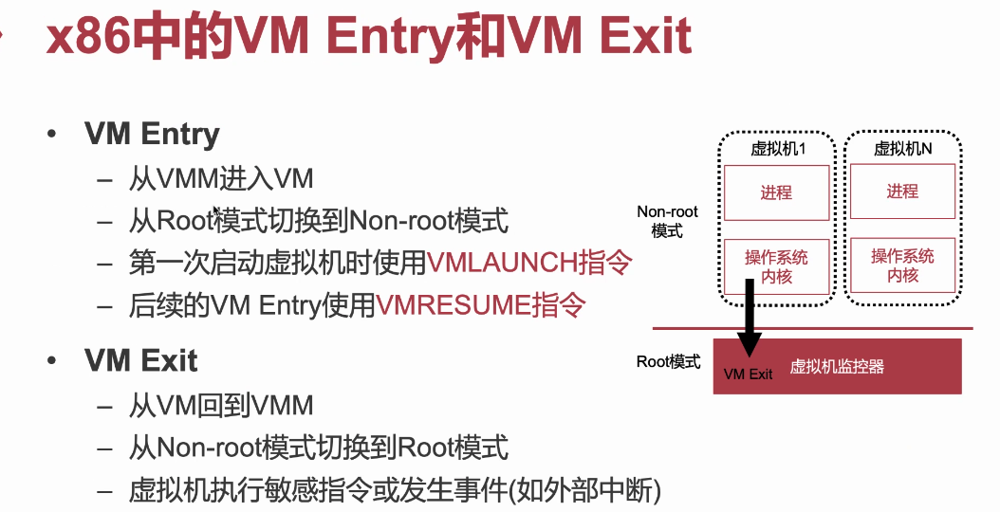 x86中的VM Entry和VM Exit
• VM Entry
– 从VMM进入VM
– 从Root模式切换到Non-root模式
– 第一次启动虚拟机时使用VMLAUNCH指令
– 后续的VM Entry使用VMRESUME指令
• VM Exit
– 从VM回到VMM
– 从Non-root模式切换到Root模式
– 虚拟机执行敏感指令或发生事件(如外部中断)
虚拟机1
虚拟机N
进程
进程
Non-root
模式
操作系统
内核
操作系统
内核
Root模式
VM Exit
虚拟机监控器